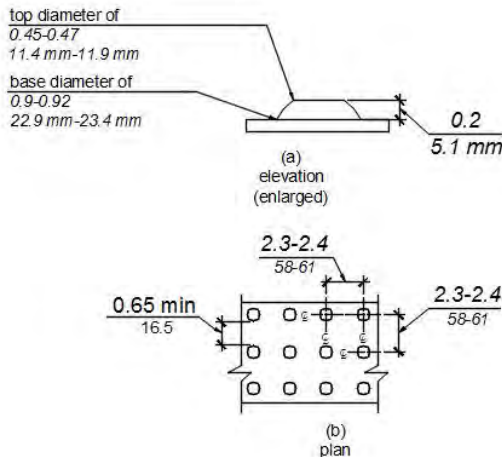 top diameter of
0.45-0.47
11.4 mm-11.9 mm
base diameter of
0.9-0.92
22.9 mm-23.4 mm
0.2
5.1 mm
(a)
elevation
(enlarged)
2.3-2.4
58-61
2.3-2.4
58-61
0.65 min
16.5
℄
℄
℄
℄
(b)
plan